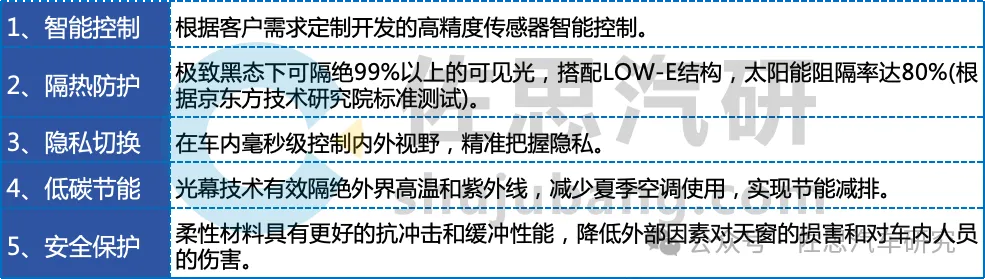 1、智能控制
根据客户需求定制开发的高精度传感器智能控制。
2、隔热防护
极致黑态下可隔绝99%以上的可见光，搭配LOW-E结构，太阳能阻隔率达80%(根
据京东方技术研究院标准测试)。
3、隐私切换
在车内毫秒级控制内外视野，精准把握隐私。
4、低碳节能
光幕技术有效隔绝外界高温和紫外线，减少夏季空调使用，实现节能减排。
5、安全保护
柔性材料具有更好的抗冲击和缓冲性能，降低外部因素对天窗的损害和对车内人员
的伤害。
佐思汽研
shujubang.com
公众号 佐思汽车研究